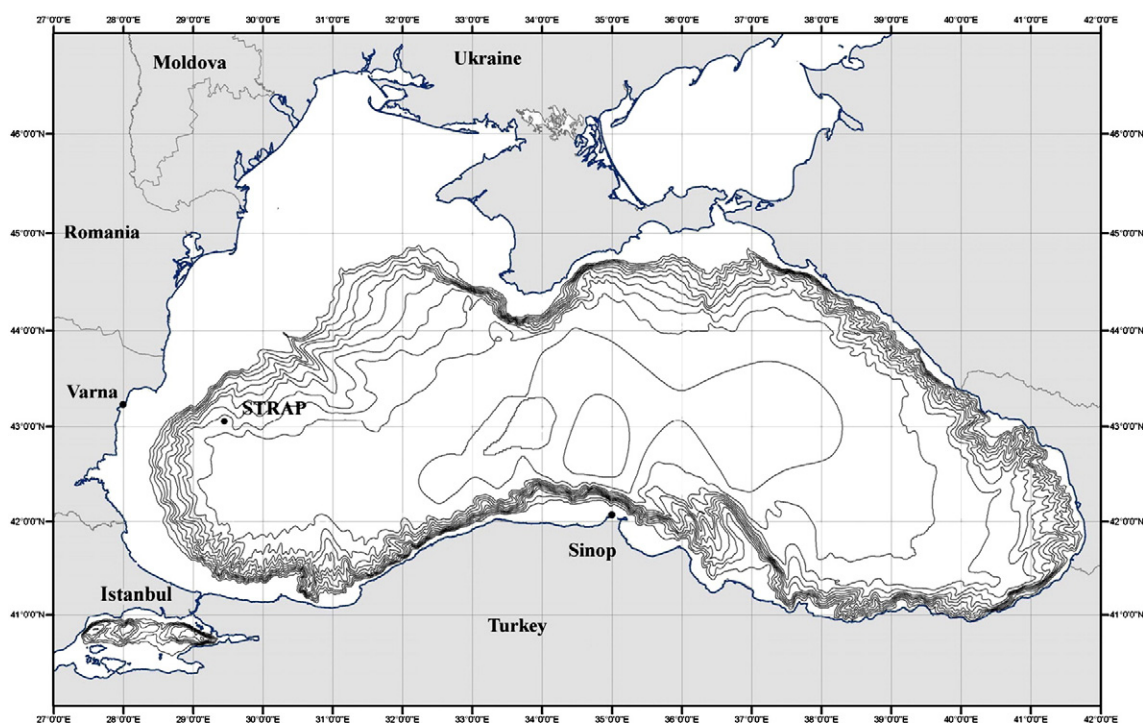 27°0'0"E 28°0'0"E 29°0'0"E 30°0'0"E 31°0'0"E 32°0'0"E 33°0'0"E 34°0'0"E 35°0'0"E 36°0'0"E 37°0'0"E 38°0'0"E 39°0'0"E 40°0'0"E 41°0'0"E 42°0'0"E
Moldova Ukraine
46°0'0"N 46°0'0"N
Romania 45°0'0"N 45°0'0"N
44°0'0"N 44°0'0"N
Varna
STRAP
43°0'0"N 43°0'0"N
42°0'0"N 42°0'0"N
Sinop
Istanbul
41°0'0"N 41°0'0"N
Turkey
27°0'0"E 28°0'0"E 29°0'0"E 30°0'0"E 31°0'0"E 32°0'0"E 33°0'0"E 34°0'0"E 35°0'0"E 36°0'0"E 37°0'0"E 38°0'0"E 39°0'0"E 40°0'0"E 41°0'0"E 42°0'0"E